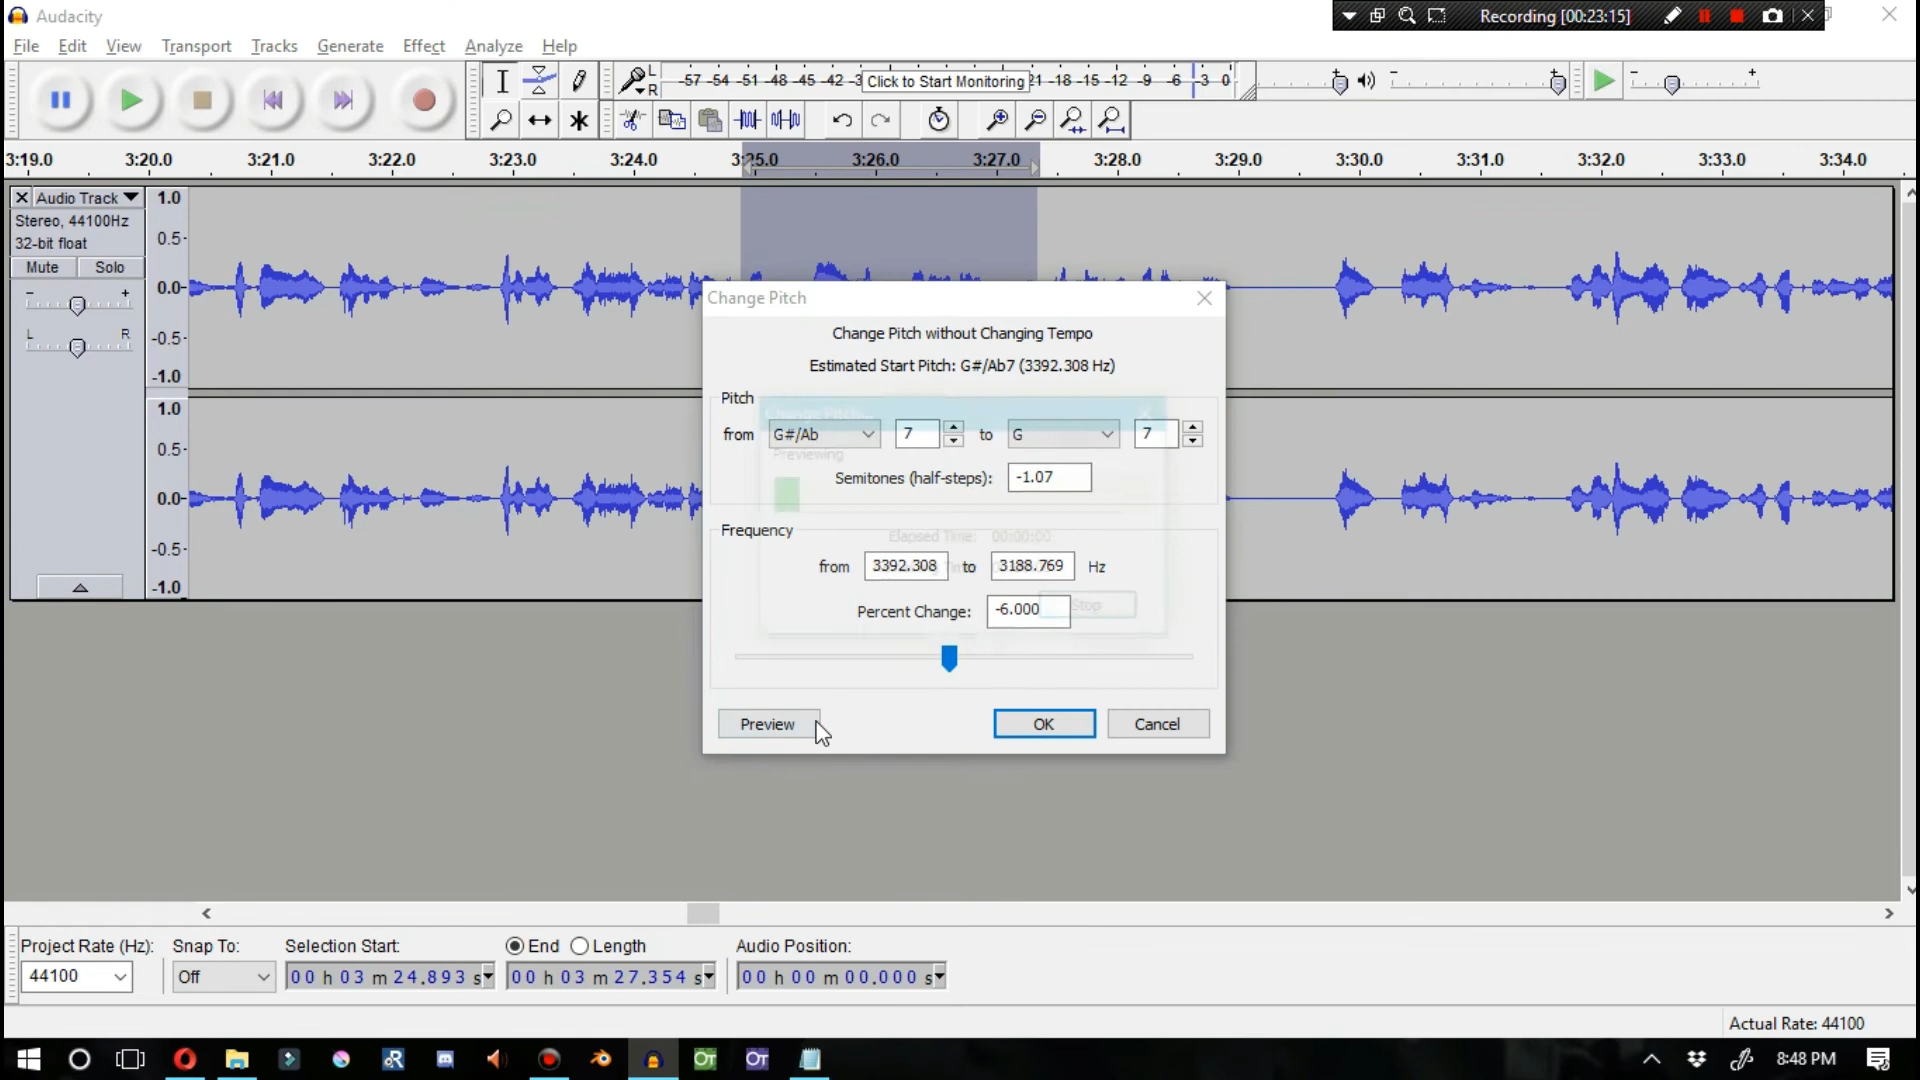 Audacity
Recording [00:23:15]
File Edit View Transport Tracks Generate Effect Analyze Help
L
R
-57 -54 -51 -48 -45 -42 -3 Click to Start Monitoring 21 -18 -15 -12 -9 -6 -3 0
3:19.0 3:20.0 3:21.0 3:22.0 3:23.0 3:24.0 3:25.0 3:26.0 3:27.0 3:28.0 3:29.0 3:30.0 3:31.0 3:32.0 3:33.0 3:34.0
Audio Track
Stereo, 44100Hz
32-bit float
Mute Solo
- +
L R
1.0
0.5-
0.0-
-0.5-
-1.0
1.0
0.5-
0.0-
-0.5-
-1.0
Change Pitch
Change Pitch without Changing Tempo
Estimated Start Pitch: G#/Ab7 (3392.308 Hz)
Pitch
Change Pitch...
from G#/Ab 7 to G 7
Previewing
Semitones (half-steps): -1.07
Frequency
Elapsed Time: 00:00:00
from 3392.308 to 3188.769 Hz
Percent Change: -6.000
Stop
Preview OK Cancel
Project Rate (Hz): Snap To: Selection Start: End Length Audio Position:
44100 Off 00 h 03 m 24.893 s 00 h 03 m 27.354 s 00 h 00 m 00.000 s
Actual Rate: 44100
R OT OT 8:48 PM